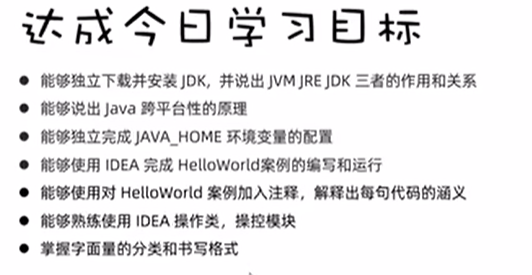 达成今日学习目标
能够独立下载并安装 JDK，并说出 JVM JRE JDK 三者的作用和关系
能够说出 Java 跨平台性的原理
能够独立完成 JAVA_HOME 环境变量的配置
能够使用 IDEA 完成 HelloWorld案例的编写和运行
能够使用对 HelloWorld 案例加入注释，解释出每句代码的涵义
能够熟练使用 IDEA 操作类，操控模块
掌握字面量的分类和书写格式